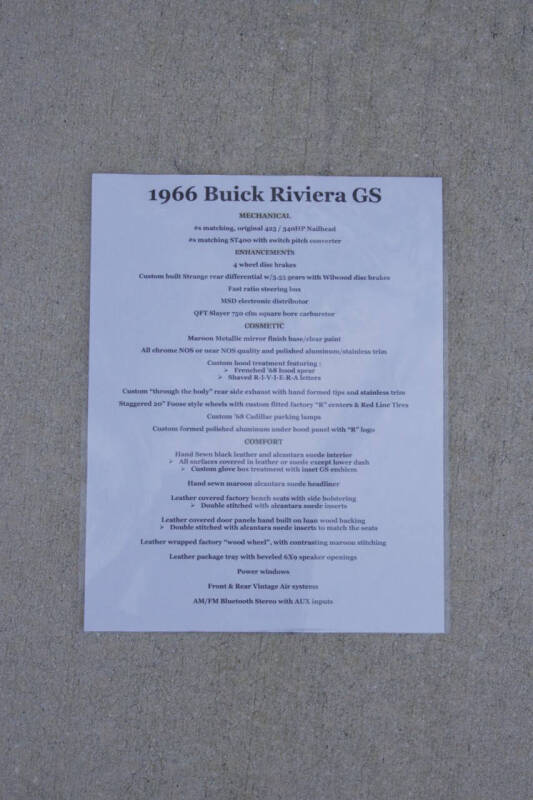 1966 Buick Riviera GS
MECHANICAL
#s matching, original 425 / 340HP Nailhead
#s matching ST400 with switch pitch converter
ENHANCEMENTS
4 wheel disc brakes
Custom built Strange rear differential w/3.55 gears with Wilwood disc brakes
Fast ratio steering box
MSD electronic distributor
QFT Slayer 750 cfm square bore carburetor
COSMETIC
Maroon Metallic mirror finish base/clear paint
All chrome NOS or near NOS quality and polished aluminum/stainless trim
Custom hood treatment featuring :
➢ Frenched '68 hood spear
➢ Shaved R-I-V-I-E-R-A letters
Custom "through the body" rear side exhaust with hand formed tips and stainless trim
Staggered 20" Foose style wheels with custom fitted factory "R" centers & Red Line Tires
Custom '68 Cadillac parking lamps
Custom formed polished aluminum under hood panel with "R" logo
COMFORT
Hand Sewn black leather and alcantara suede interior
➢ All surfaces covered in leather or suede except lower dash
➢ Custom glove box treatment with inset GS emblem
Hand sewn maroon alcantara suede headliner
Leather covered factory bench seats with side bolstering
➢ Double stitched with alcantara suede inserts
Leather covered door panels hand built on luan wood backing
➢ Double stitched with alcantara suede inserts to match the seats
Leather wrapped factory "wood wheel", with contrasting maroon stitching
Leather package tray with beveled 6X9 speaker openings
Power windows
Front & Rear Vintage Air systems
AM/FM Bluetooth Stereo with AUX inputs